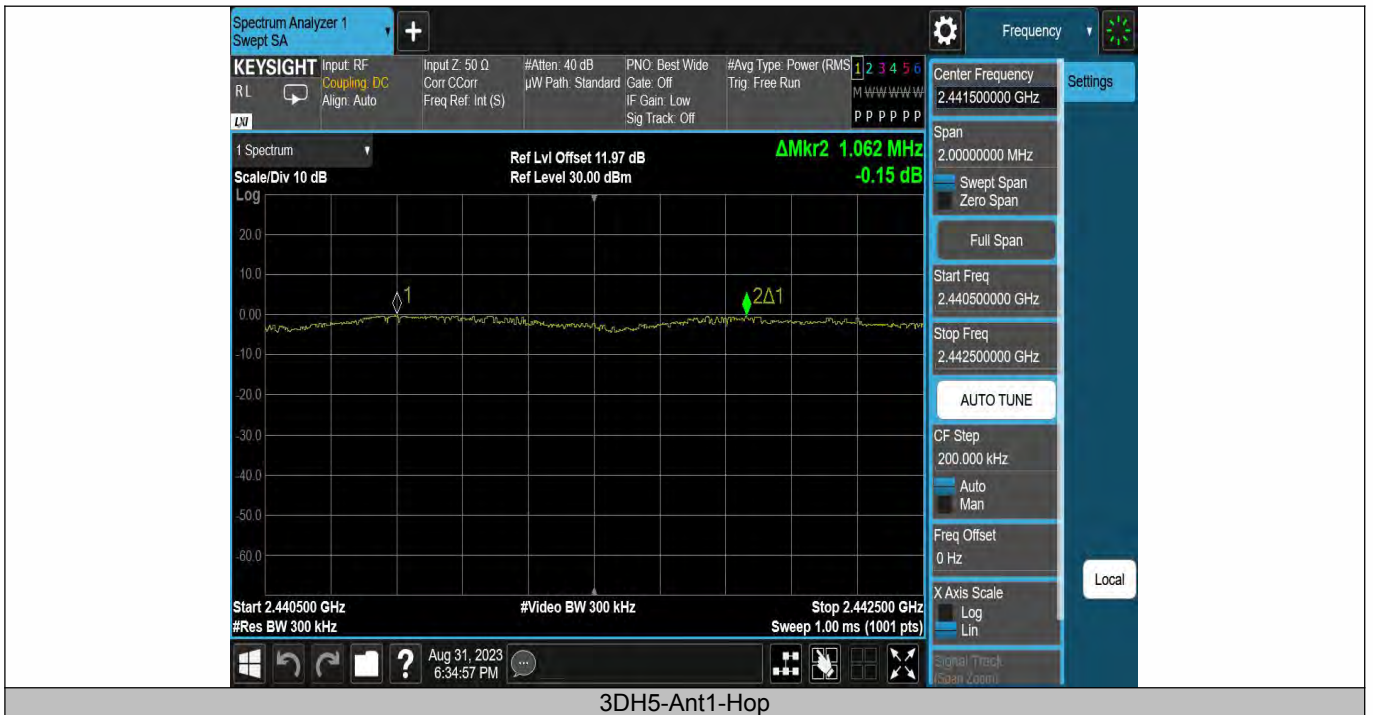 Spectrum Analyzer 1
Swept SA
+
Frequency
KEYSIGHT
RL
LXI
Input: RF
Coupling: DC
Align: Auto
Input Z: 50 Ω
Corr CCorr
Freq Ref: Int (S)
#Atten: 40 dB
µW Path: Standard
PNO: Best Wide
Gate: Off
IF Gain: Low
Sig Track: Off
#Avg Type: Power (RMS
Trig: Free Run
1 2 3 4 5 6
M W W W W W
P P P P P P
1 Spectrum
Scale/Div 10 dB
Log
Ref Lvl Offset 11.97 dB
Ref Level 30.00 dBm
ΔMkr2 1.062 MHz
-0.15 dB
20.0
10.0
0.00
-10.0
-20.0
-30.0
-40.0
-50.0
-60.0
1
2Δ1
Start 2.440500 GHz
#Res BW 300 kHz
#Video BW 300 kHz
Stop 2.442500 GHz
Sweep 1.00 ms (1001 pts)
Center Frequency
2.441500000 GHz
Settings
Span
2.00000000 MHz
Swept Span
Zero Span
Full Span
Start Freq
2.440500000 GHz
Stop Freq
2.442500000 GHz
AUTO TUNE
CF Step
200.000 kHz
Auto
Man
Freq Offset
0 Hz
X Axis Scale
Log
Lin
Signal Track
(Span Zoom)
Local
?
Aug 31, 2023
6:34:57 PM
3DH5-Ant1-Hop